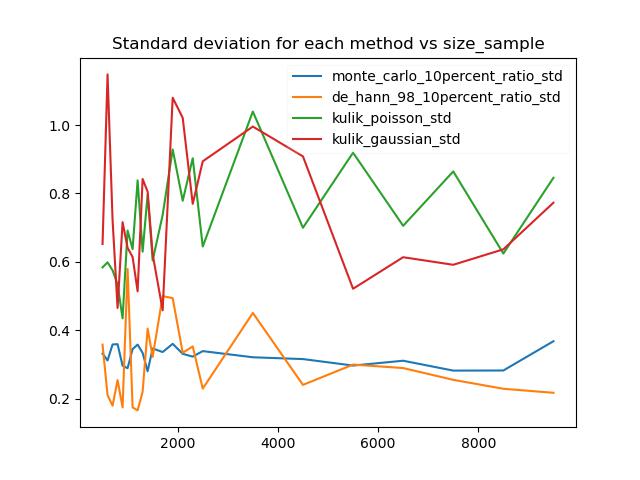 Standard deviation for each method vs size_sample
monte_carlo_10percent_ratio_std
de_hann_98_10percent_ratio_std
kulik_poisson_std
kulik_gaussian_std
1.0
0.8
0.6
0.4
0.2
2000 4000 6000 8000